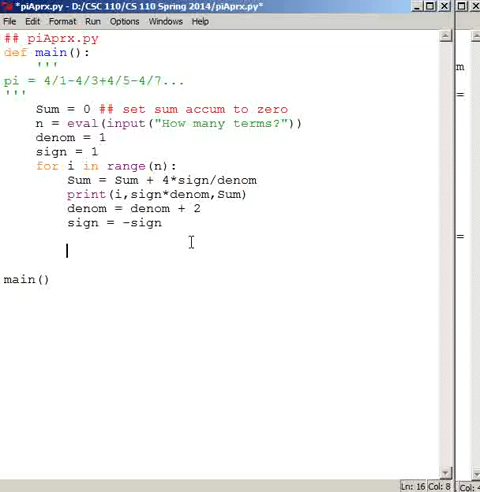 *piAprx.py - D:/CSC 110/CS 110 Spring 2014/piAprx.py*
File Edit Format Run Options Windows Help
## piAprx.py
def main():
    '''
pi = 4/1-4/3+4/5-4/7...
'''
    Sum = 0 ## set sum accum to zero
    n = eval(input("How many terms?"))
    denom = 1
    sign = 1
    for i in range(n):
        Sum = Sum + 4*sign/denom
        print(i,sign*denom,Sum)
        denom = denom + 2
        sign = -sign
main()
m
=
=
Ln: 16 Col: 8
Col: 4